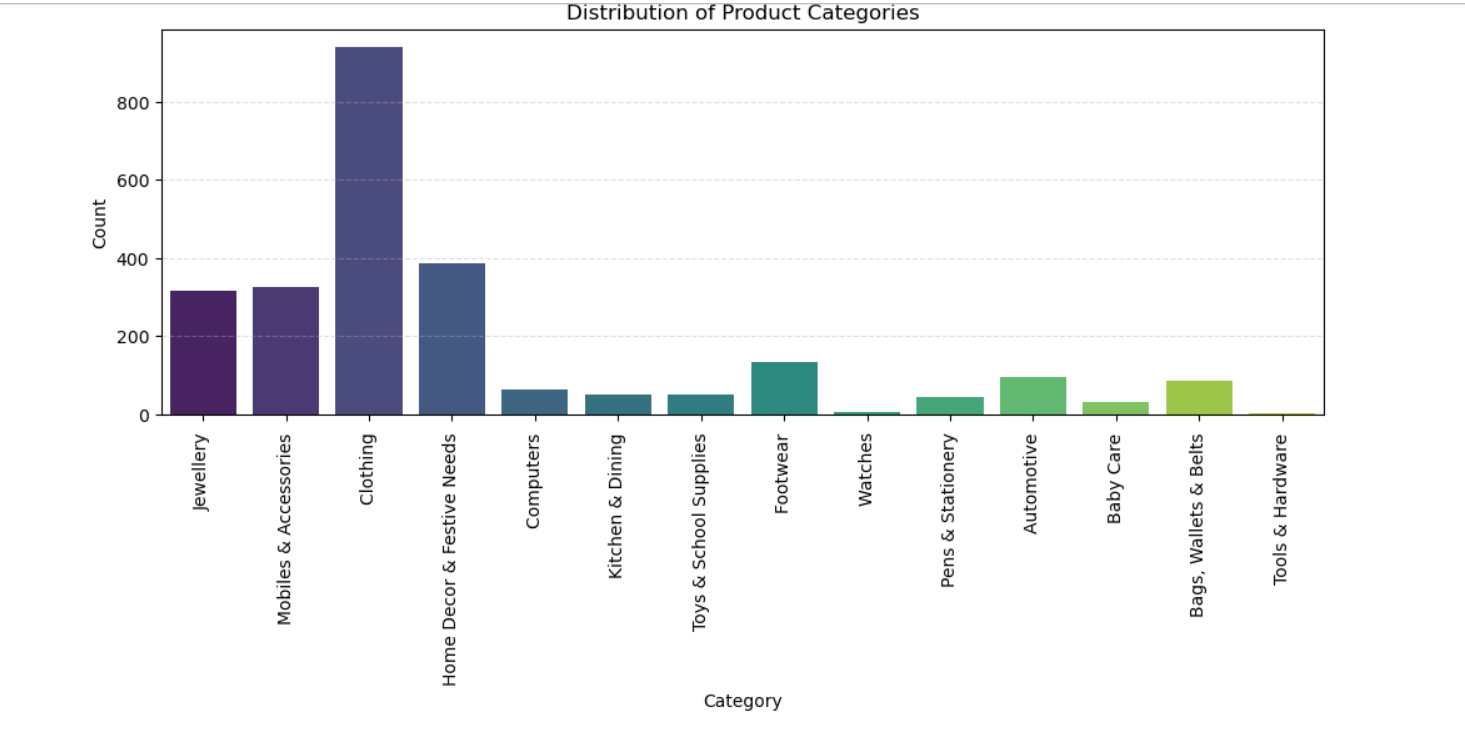 Distribution of Product Categories
800
600
400
200
0
Count
Jewellery
Mobiles & Accessories
Clothing
Home Decor & Festive Needs
Computers
Kitchen & Dining
Toys & School Supplies
Footwear
Watches
Pens & Stationery
Automotive
Baby Care
Bags, Wallets & Belts
Tools & Hardware
Category